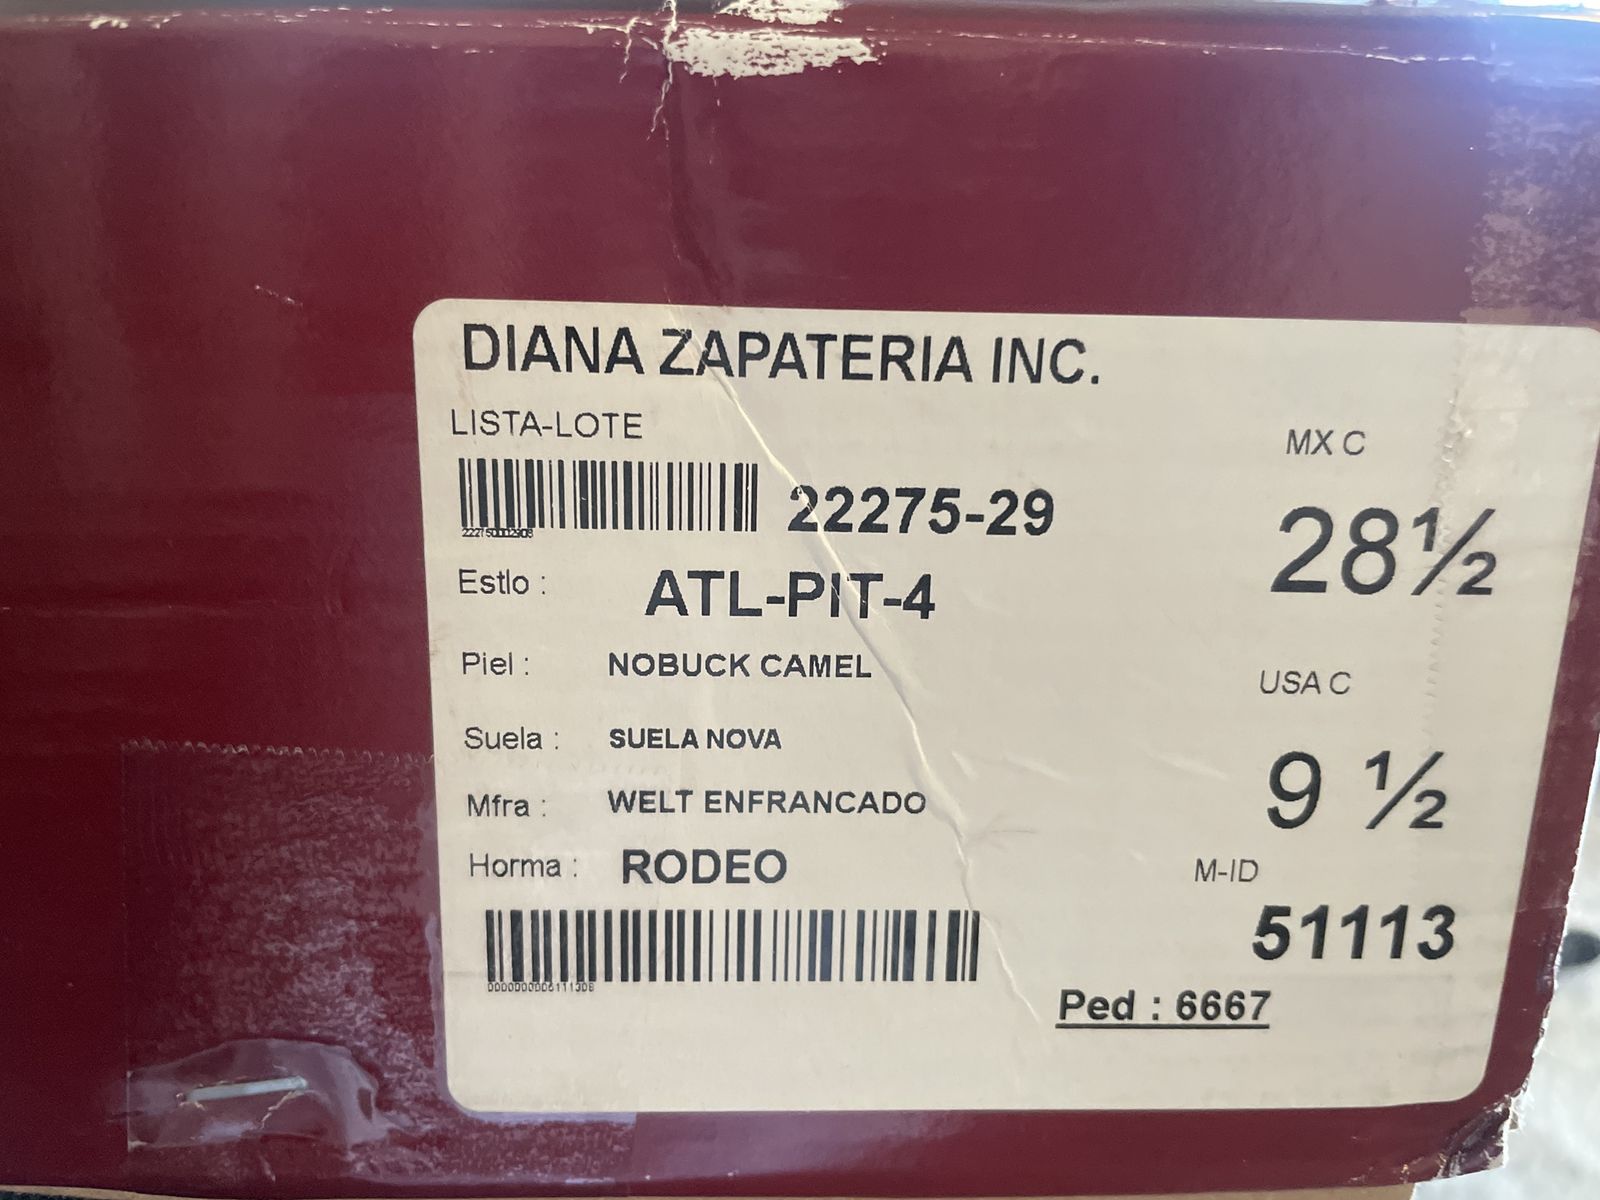 DIANA ZAPATERIA INC.
LISTA-LOTE
22275-29
Estlo : ATL-PIT-4
Piel : NOBUCK CAMEL
Suela : SUELA NOVA
Mfra : WELT ENFRANCADO
Horma : RODEO
MX C
28½
USA C
9 ½
M-ID
51113
Ped : 6667